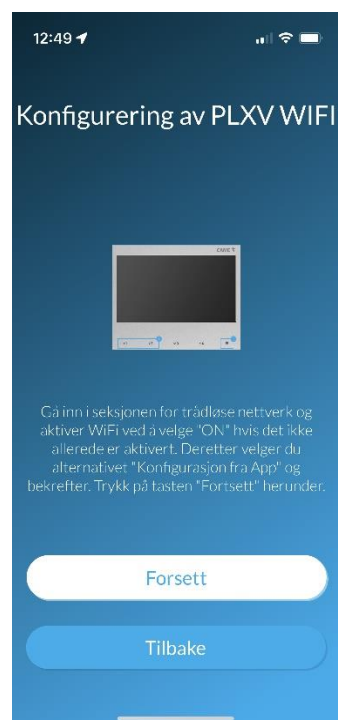 12:49
Konfigurering av PLXV WIFI
CAME
Gå inn i seksjonen for trådløse nettverk og
aktiver WiFi ved å velge "ON" hvis det ikke
allerede er aktivert. Deretter velger du
alternativet "Konfigurasjon fra App" og
bekrefter. Trykk på tasten "Fortsett" herunder.
Forsett
Tilbake